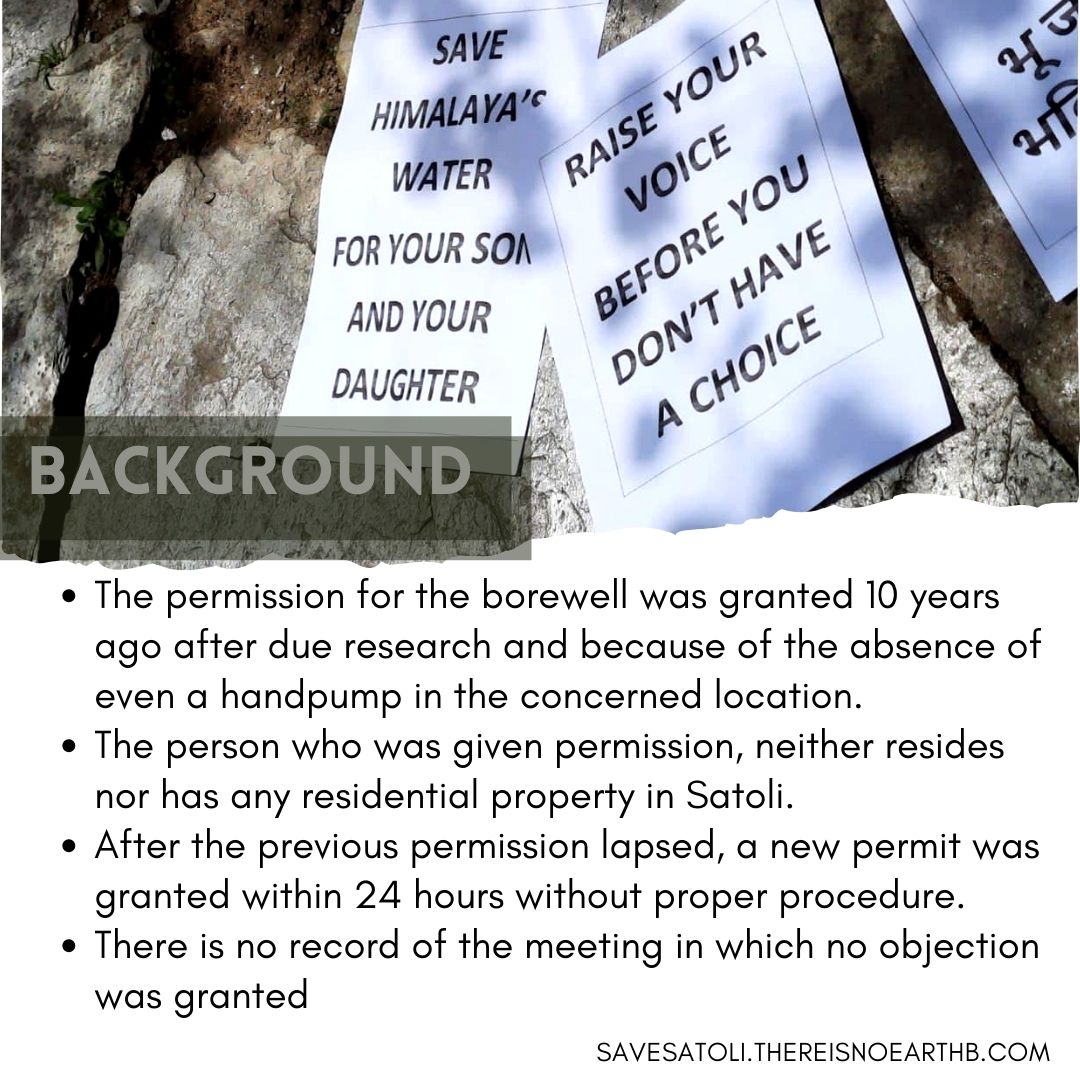 SAVE
HIMALAYA'S
WATER
FOR YOUR SON
AND YOUR
DAUGHTER
RAISE YOUR
VOICE
BEFORE YOU
DON'T HAVE
A CHOICE
भू ज
BACKGROUND
• The permission for the borewell was granted 10 years
ago after due research and because of the absence of
even a handpump in the concerned location.
• The person who was given permission, neither resides
nor has any residential property in Satoli.
• After the previous permission lapsed, a new permit was
granted within 24 hours without proper procedure.
• There is no record of the meeting in which no objection
was granted
SAVESATOLI.THEREISNOEARTHB.COM